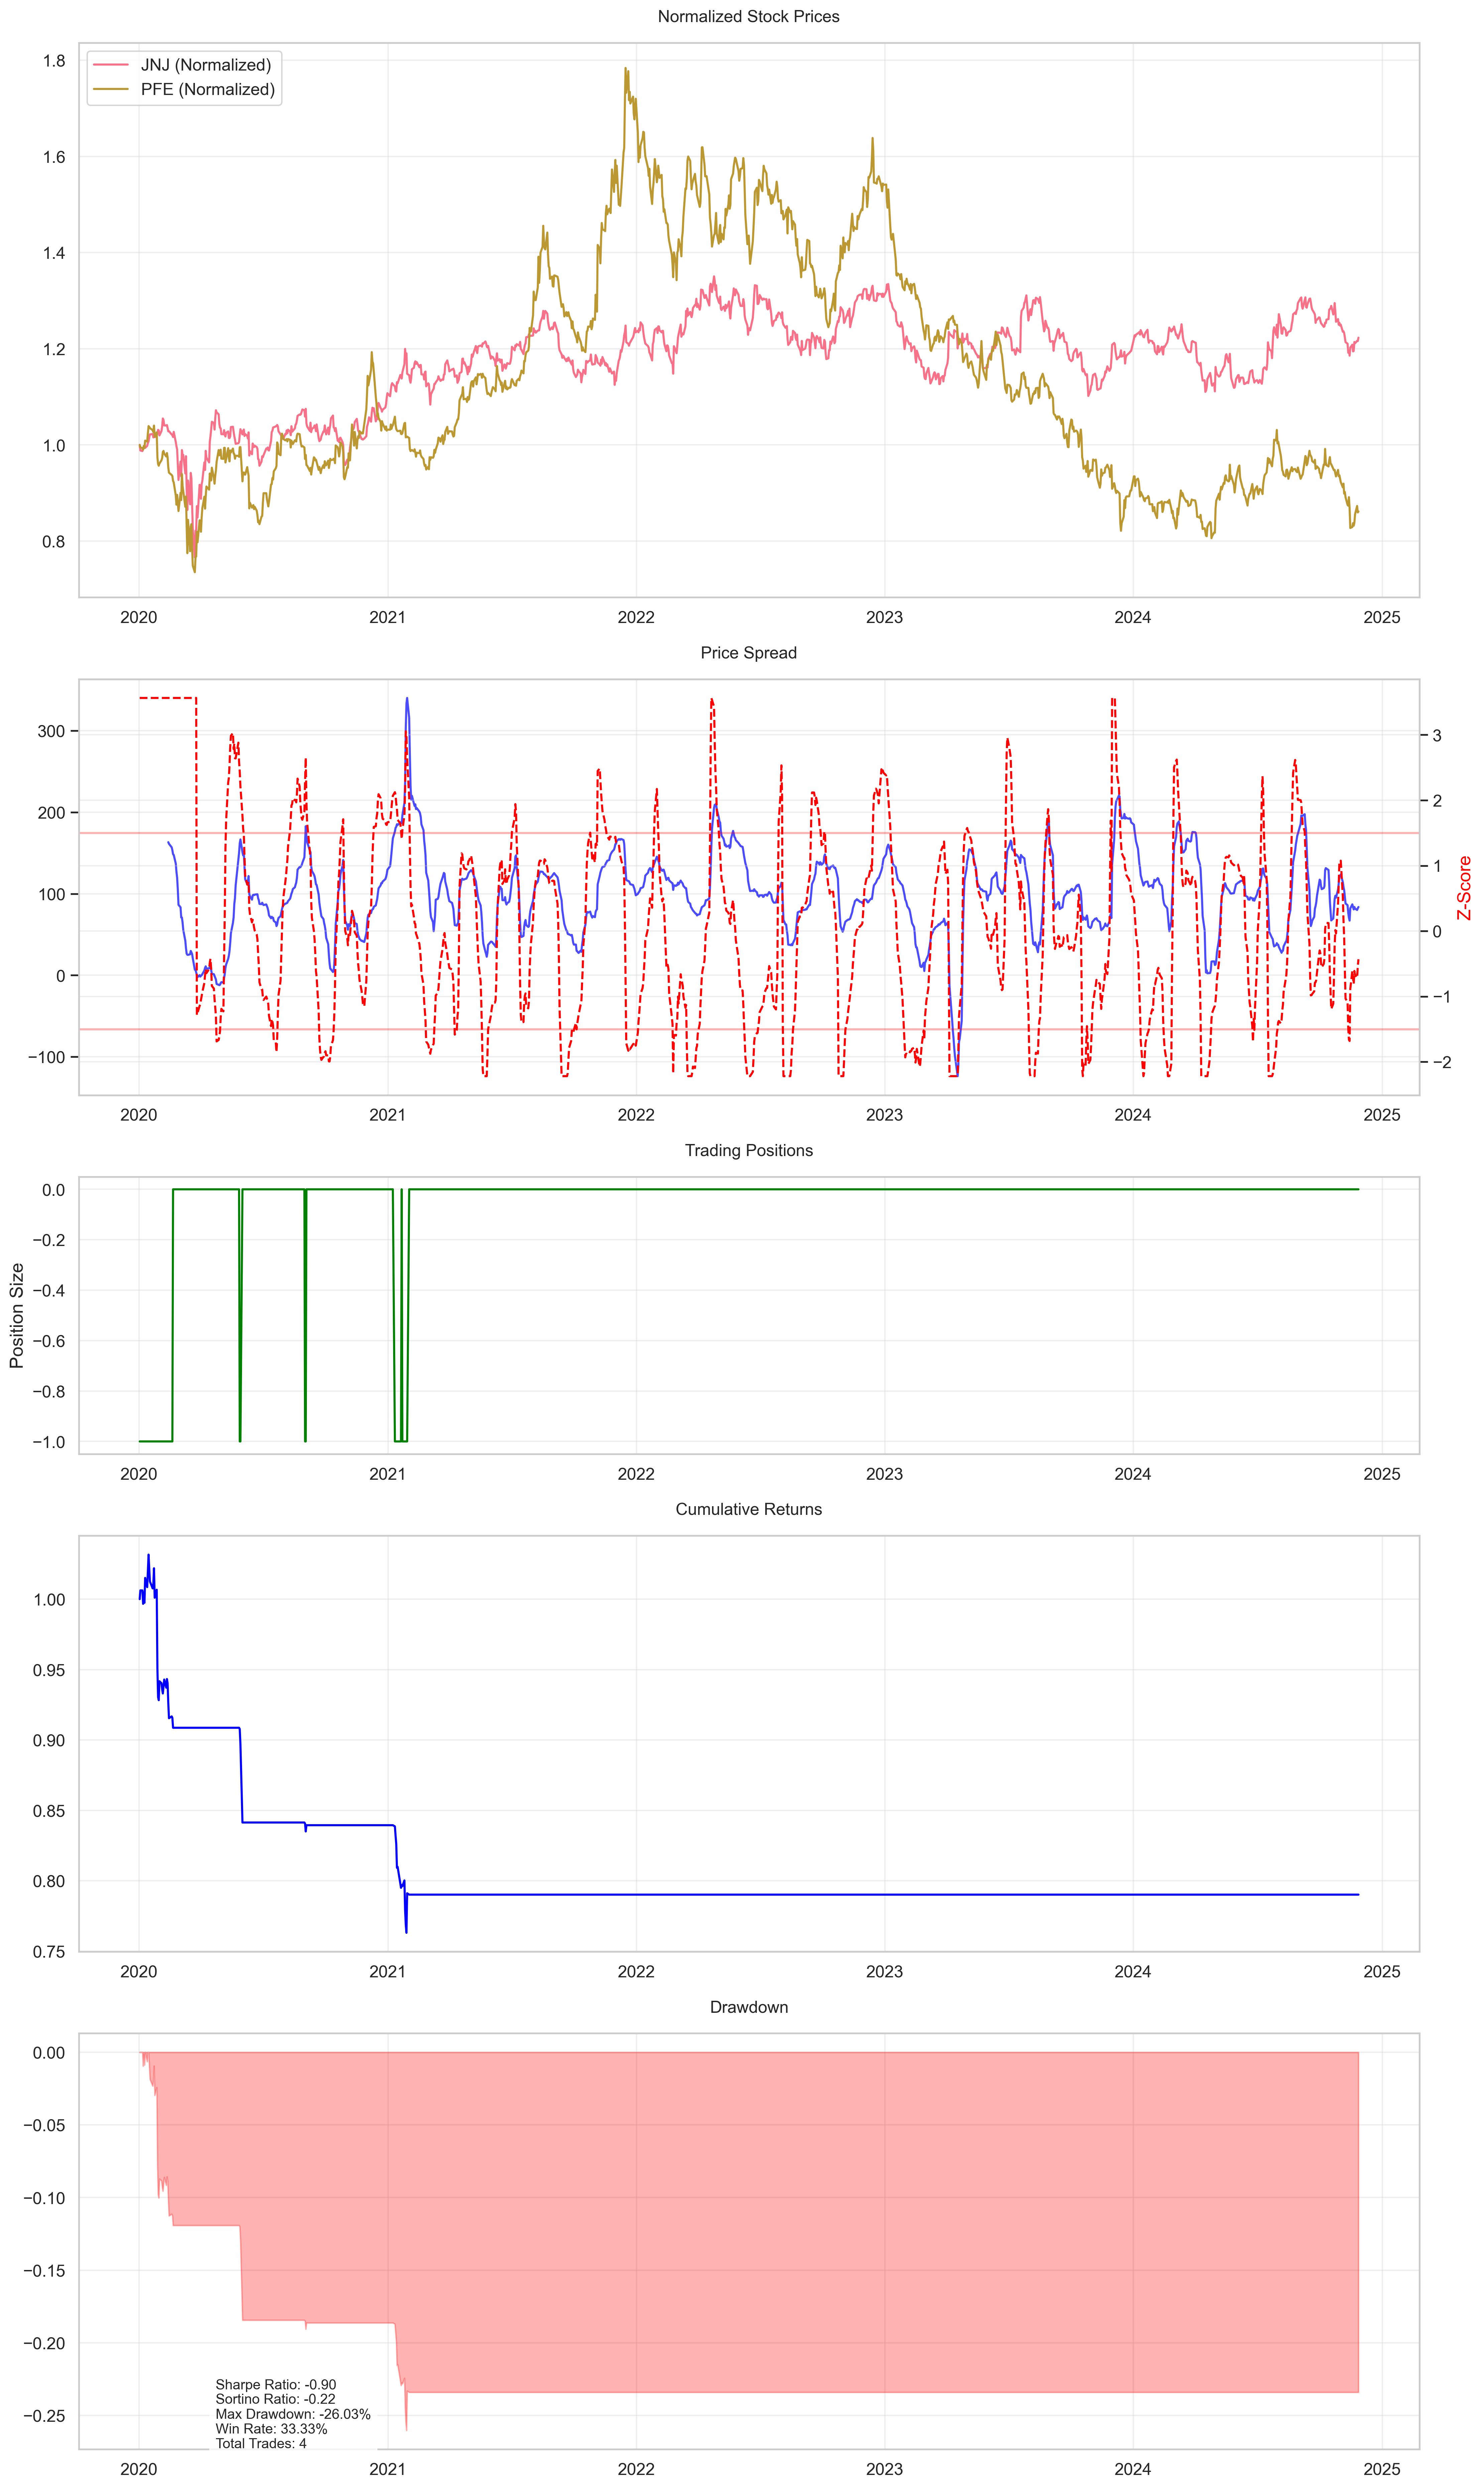 Normalized Stock Prices
JNJ (Normalized)
PFE (Normalized)
1.8
1.6
1.4
1.2
1.0
0.8
2020 2021 2022 2023 2024 2025
Price Spread
300
200
100
0
−100
3
2
1
0
−1
−2
Z-Score
2020 2021 2022 2023 2024 2025
Trading Positions
Position Size
0.0
−0.2
−0.4
−0.6
−0.8
−1.0
2020 2021 2022 2023 2024 2025
Cumulative Returns
1.00
0.95
0.90
0.85
0.80
0.75
2020 2021 2022 2023 2024 2025
Drawdown
0.00
−0.05
−0.10
−0.15
−0.20
−0.25
Sharpe Ratio: -0.90
Sortino Ratio: -0.22
Max Drawdown: -26.03%
Win Rate: 33.33%
Total Trades: 4
2020 2021 2022 2023 2024 2025